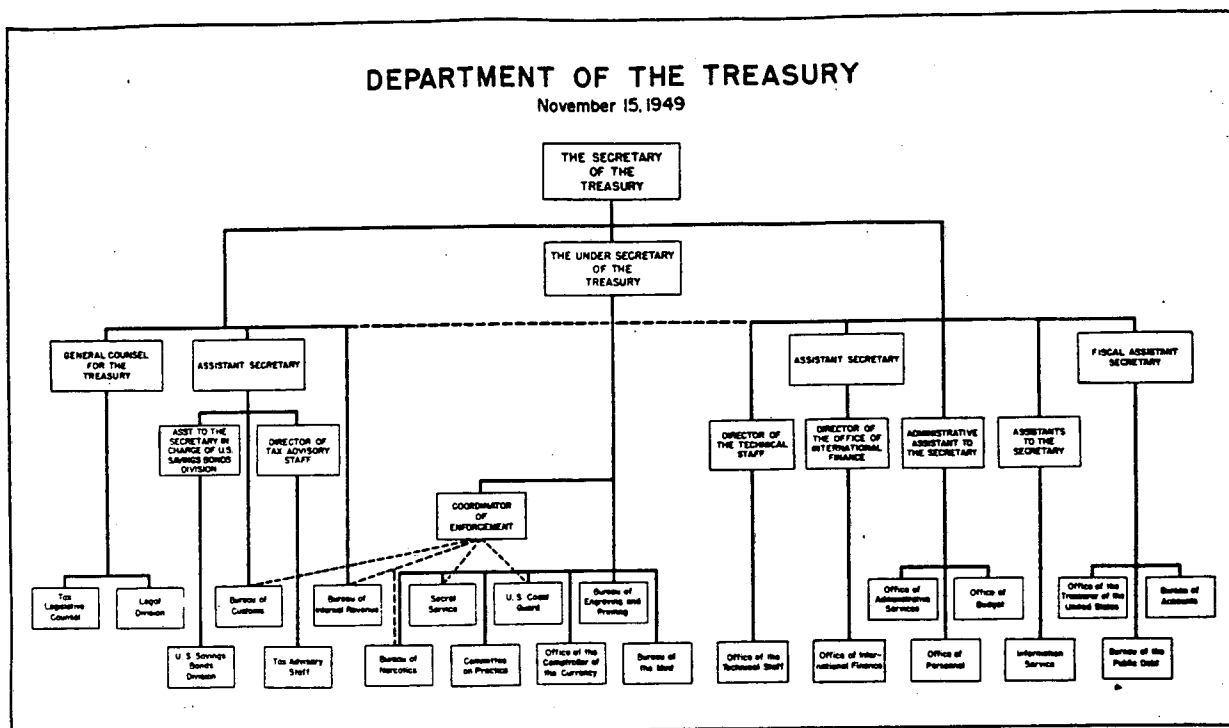 DEPARTMENT OF THE TREASURY
November 15, 1949
THE SECRETARY
OF THE
TREASURY
THE UNDER SECRETARY
OF THE
TREASURY
GENERAL COUNSEL
FOR THE
TREASURY
ASSISTANT SECRETARY
ASSISTANT SECRETARY
FISCAL ASSISTANT
SECRETARY
ASST TO THE
SECRETARY IN
CHARGE OF U.S.
SAVINGS BONDS
DIVISION
DIRECTOR OF
TAX ADVISORY
STAFF
DIRECTOR OF
THE TECHNICAL
STAFF
DIRECTOR OF
THE OFFICE OF
INTERNATIONAL
FINANCE
ADMINISTRATIVE
ASSISTANT TO
THE SECRETARY
ASSISTANTS
TO THE
SECRETARY
COORDINATOR
OF
ENFORCEMENT
Tax
Legislative
Counsel
Legal
Division
Bureau of
Customs
Bureau of
Internal Revenue
Secret
Service
U. S. Coast
Guard
Bureau of
Engraving and
Printing
Office of
Administrative
Services
Office of
Budget
Office of the
Treasurer of the
United States
Bureau of
Accounts
U. S. Savings
Bonds
Division
Tax Advisory
Staff
Bureau of
Narcotics
Committee
on Practice
Office of the
Comptroller of
the Currency
Bureau of
the Mint
Office of the
Technical Staff
Office of Inter-
national Finance
Office of
Personnel
Information
Service
Bureau of the
Public Debt